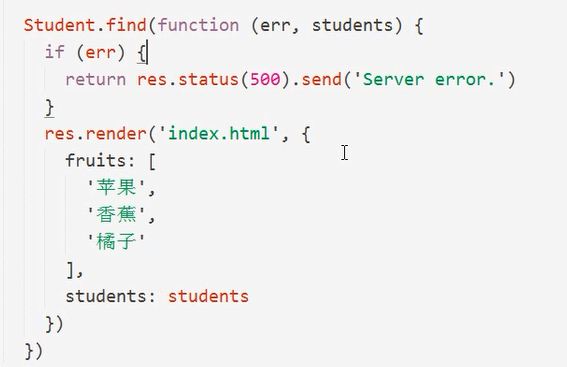 Student.find(function (err, students) {
  if (err) {
    return res.status(500).send('Server error.')
  }
  res.render('index.html', {
    fruits: [
      '苹果',
      '香蕉',
      '橘子'
    ],
    students: students
  })
})